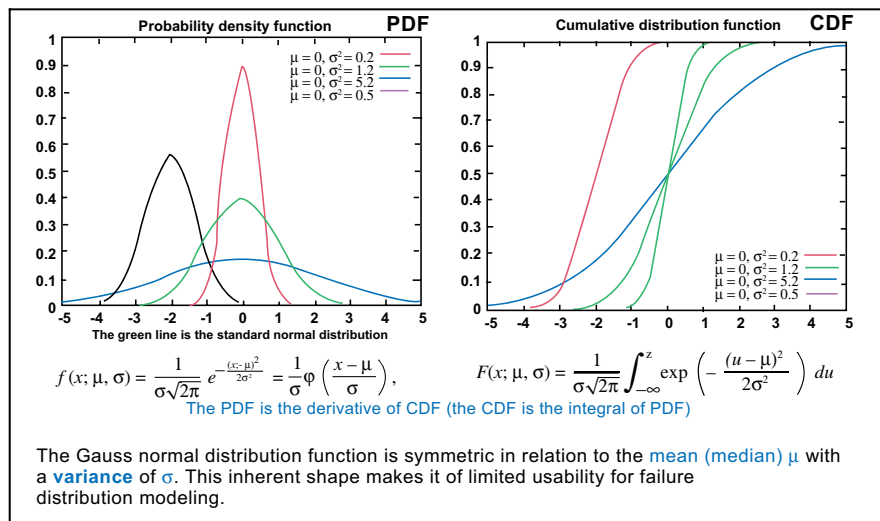 Probability density function PDF
1
0.9
0.8
0.7
0.6
0.5
0.4
0.3
0.2
0.1
0
-5 -4 -3 -2 -1 0 1 2 3 4 5
μ = 0, σ² = 0.2
μ = 0, σ² = 1.2
μ = 0, σ² = 5.2
μ = 0, σ² = 0.5
The green line is the standard normal distribution
f (x; μ, σ) = 1/(σ√2π) e^(−(x;-μ)²/2σ²) = 1/σ φ ((x − μ)/σ) ,
Cumulative distribution function CDF
1
0.9
0.8
0.7
0.6
0.5
0.4
0.3
0.2
0.1
0
-5 -4 -3 -2 -1 0 1 2 3 4 5
μ = 0, σ² = 0.2
μ = 0, σ² = 1.2
μ = 0, σ² = 5.2
μ = 0, σ² = 0.5
F(x; μ, σ) = 1/(σ√2π) ∫_−∞^z exp (− (u − μ)²/2σ²) du
The PDF is the derivative of CDF (the CDF is the integral of PDF)
The Gauss normal distribution function is symmetric in relation to the mean (median) μ with
a variance of σ. This inherent shape makes it of limited usability for failure
distribution modeling.